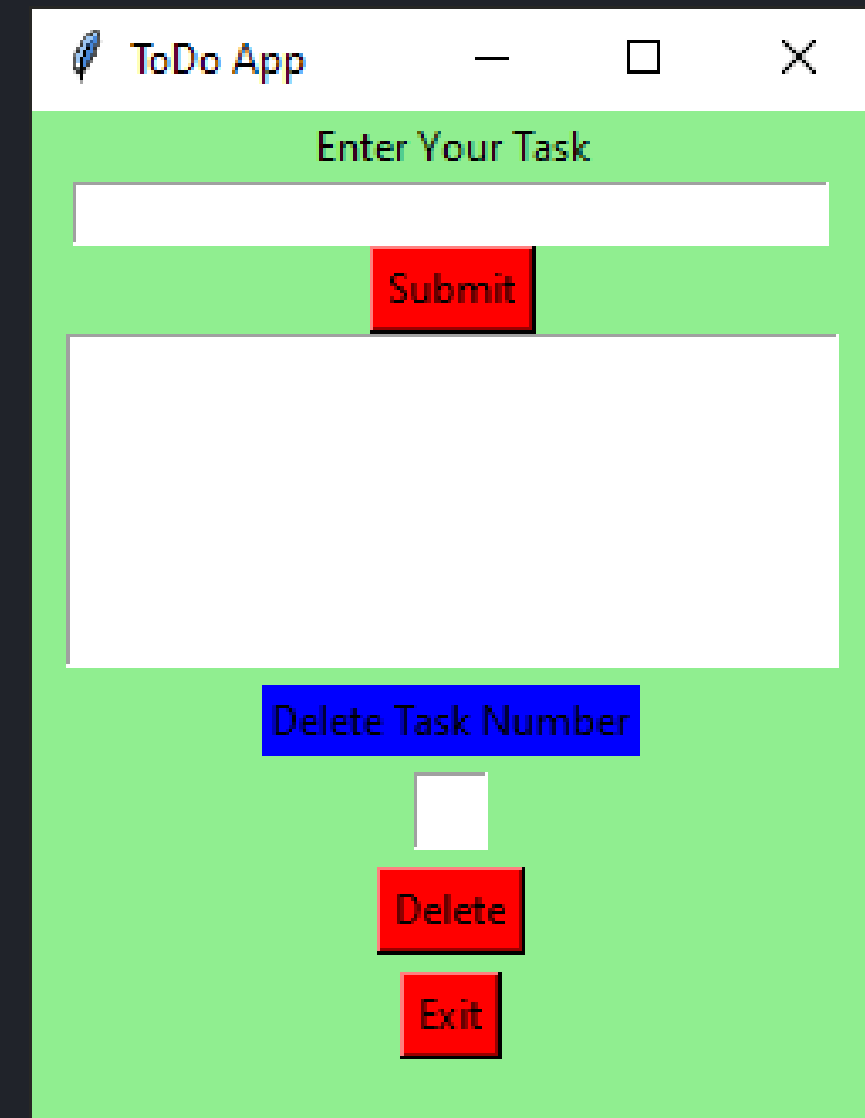 ToDo App
Enter Your Task
Submit
Delete Task Number
Delete
Exit